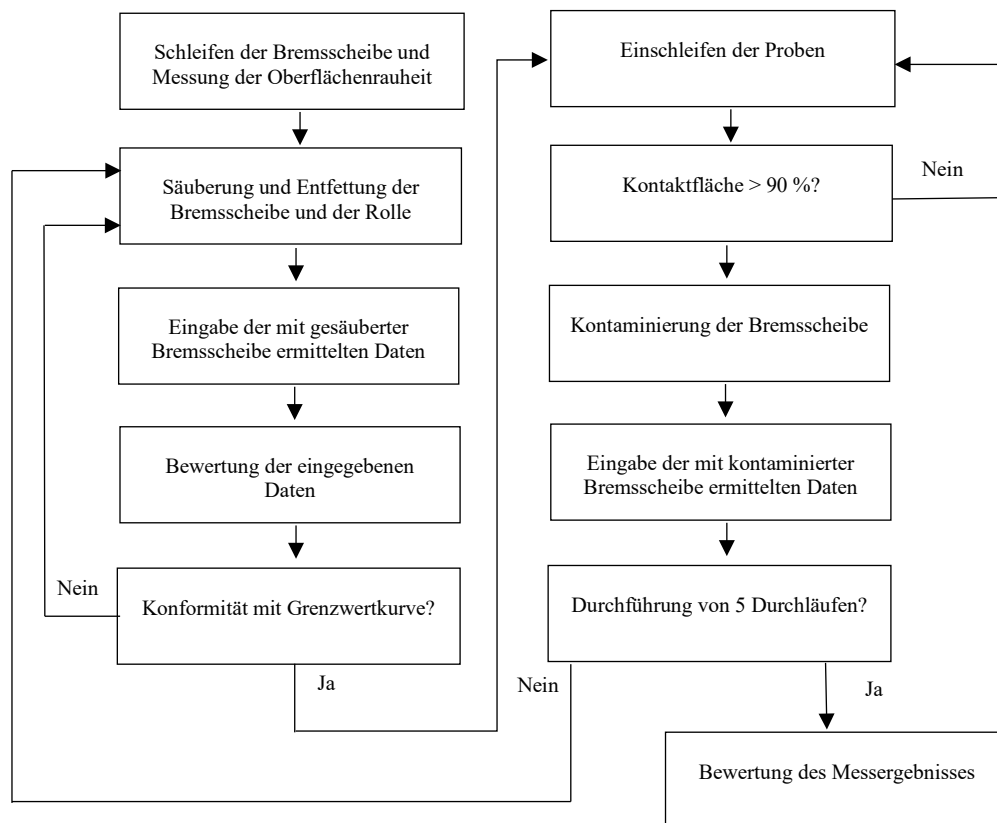 Schleifen der Bremsscheibe und
Messung der Oberflächenrauheit
Säuberung und Entfettung der
Bremsscheibe und der Rolle
Eingabe der mit gesäuberter
Bremsscheibe ermittelten Daten
Bewertung der eingegebenen
Daten
Nein
Konformität mit Grenzwertkurve?
Ja
Einschleifen der Proben
Kontaktfläche > 90 %?
Nein
Kontaminierung der Bremsscheibe
Eingabe der mit kontaminierter
Bremsscheibe ermittelten Daten
Durchführung von 5 Durchläufen?
Nein
Ja
Bewertung des Messergebnisses